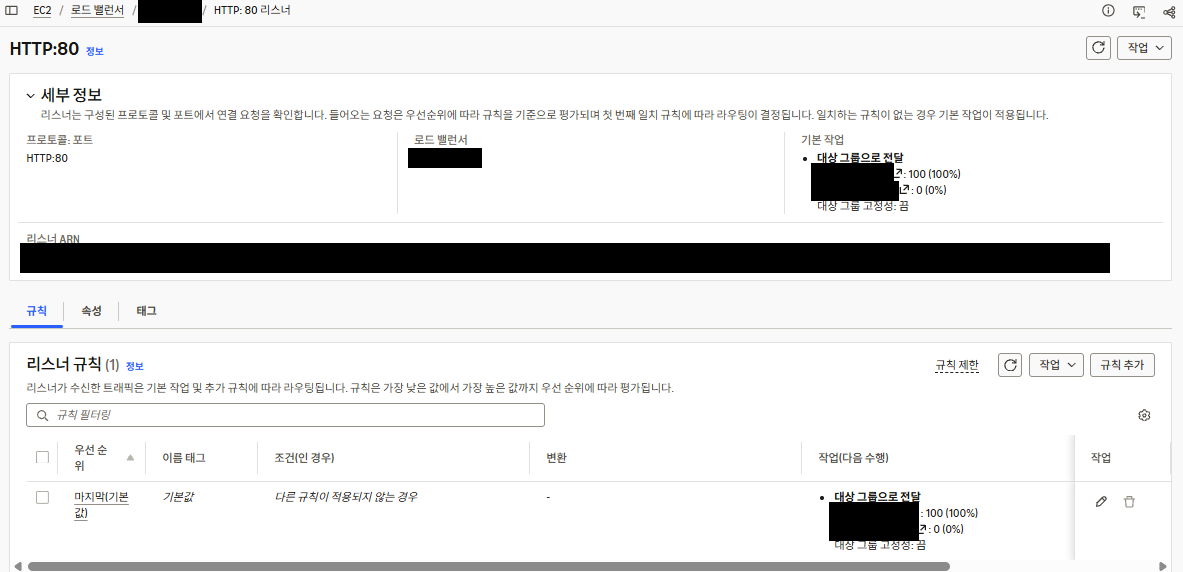 EC2 / 로드 밸런서 / / HTTP: 80 리스너
HTTP:80 정보
작업
세부 정보
리스너는 구성된 프로토콜 및 포트에서 연결 요청을 확인합니다. 들어오는 요청은 우선순위에 따라 규칙을 기준으로 평가되며 첫 번째 일치 규칙에 따라 라우팅이 결정됩니다. 일치하는 규칙이 없는 경우 기본 작업이 적용됩니다.
프로토콜: 포트
HTTP:80
로드 밸런서
기본 작업
• 대상 그룹으로 전달
: 100 (100%)
: 0 (0%)
대상 그룹 고정성: 끔
리스너 ARN
규칙
속성
태그
리스너 규칙 (1) 정보
규칙 제한
작업
규칙 추가
리스너가 수신한 트래픽은 기본 작업 및 추가 규칙에 따라 라우팅됩니다. 규칙은 가장 낮은 값에서 가장 높은 값까지 우선 순위에 따라 평가됩니다.
규칙 필터링
우선 순
위
이름 태그
조건(인 경우)
변환
작업(다음 수행)
작업
마지막(기본
값)
기본값
다른 규칙이 적용되지 않는 경우
-
• 대상 그룹으로 전달
: 100 (100%)
: 0 (0%)
대상 그룹 고정성: 끔